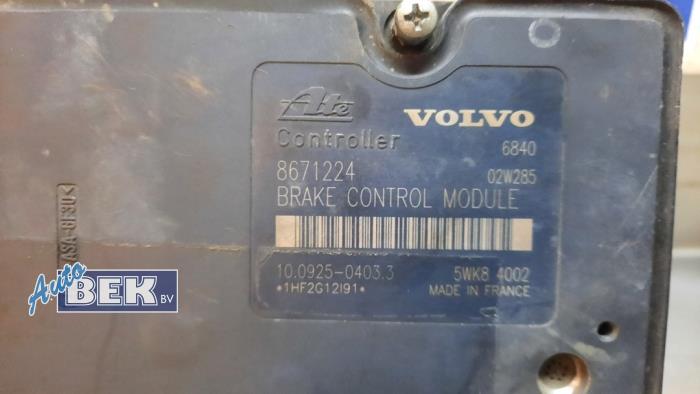 Ate
VOLVO
Controller
6840
8671224
02W285
BRAKE CONTROL MODULE
10.0925-0403.3
5WK8 4002
*1HF2G12I91*
MADE IN FRANCE
Auto
BEK BV